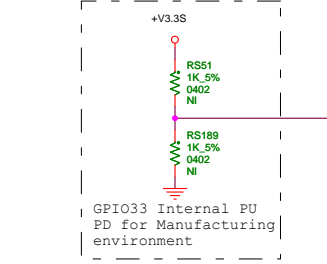 +V3.3S
RS51
1K_5%
0402
NI
RS189
1K_5%
0402
NI
GPIO33 Internal PU
PD for Manufacturing
environment